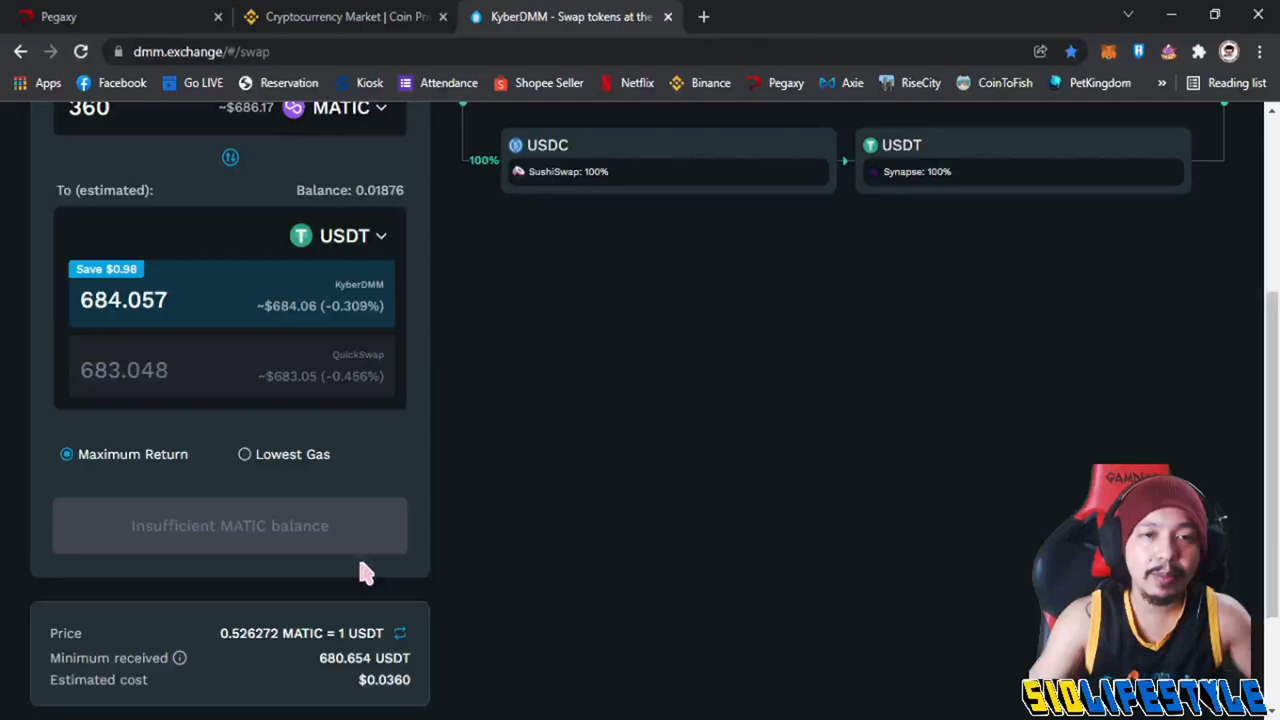 Pegaxy
Cryptocurrency Market | Coin Pri
KyberDMM - Swap tokens at the
dmm.exchange/#/swap
Apps
Facebook
Go LIVE
Reservation
Kiosk
Attendance
Shopee Seller
Netflix
Binance
Pegaxy
Axie
RiseCity
CoinToFish
PetKingdom
»
Reading list
360
~$686.17
MATIC
100%
USDC
SushiSwap: 100%
USDT
Synapse: 100%
To (estimated):
Balance: 0.01876
USDT
Save $0.98
KyberDMM
684.057
~$684.06 (-0.309%)
QuickSwap
683.048
~$683.05 (-0.456%)
Maximum Return
Lowest Gas
Insufficient MATIC balance
Price
0.526272 MATIC = 1 USDT
Minimum received
680.654 USDT
Estimated cost
$0.0360
SIDLIFESTYLE